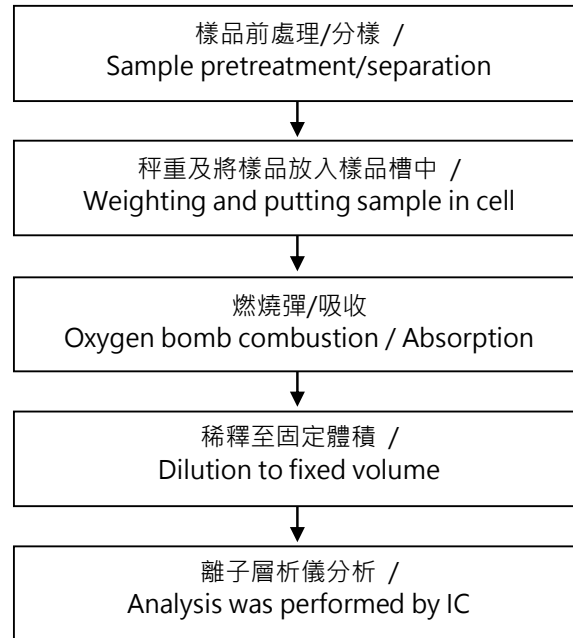 樣品前處理/分樣 /
Sample pretreatment/separation
秤重及將樣品放入樣品槽中 /
Weighting and putting sample in cell
燃燒彈/吸收
Oxygen bomb combustion / Absorption
稀釋至固定體積 /
Dilution to fixed volume
離子層析儀分析 /
Analysis was performed by IC